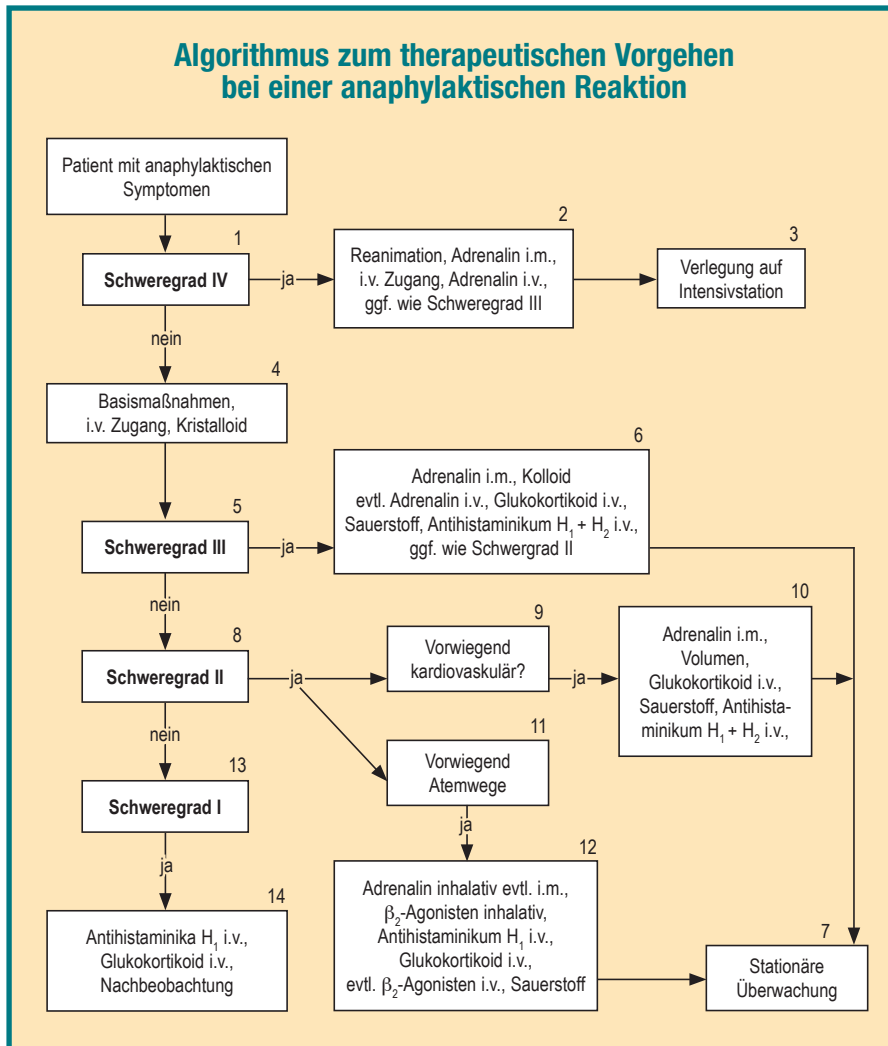 Algorithmus zum therapeutischen Vorgehen
bei einer anaphylaktischen Reaktion
Patient mit anaphylaktischen
Symptomen
1
Schweregrad IV
ja
2
Reanimation, Adrenalin i.m.,
i.v. Zugang, Adrenalin i.v.,
ggf. wie Schweregrad III
3
Verlegung auf
Intensivstation
nein
4
Basismaßnahmen,
i.v. Zugang, Kristalloid
5
Schweregrad III
ja
6
Adrenalin i.m., Kolloid
evtl. Adrenalin i.v., Glukokortikoid i.v.,
Sauerstoff, Antihistaminikum H₁ + H₂ i.v.,
ggf. wie Schwergrad II
nein
8
Schweregrad II
ja
9
Vorwiegend
kardiovaskulär?
ja
10
Adrenalin i.m.,
Volumen,
Glukokortikoid i.v.,
Sauerstoff, Antihista-
minikum H₁ + H₂ i.v.,
nein
11
Vorwiegend
Atemwege
ja
13
Schweregrad I
ja
12
Adrenalin inhalativ evtl. i.m.,
β₂-Agonisten inhalativ,
Antihistaminikum H₁ i.v.,
Glukokortikoid i.v.,
evtl. β₂-Agonisten i.v., Sauerstoff
14
Antihistaminika H₁ i.v.,
Glukokortikoid i.v.,
Nachbeobachtung
7
Stationäre
Überwachung